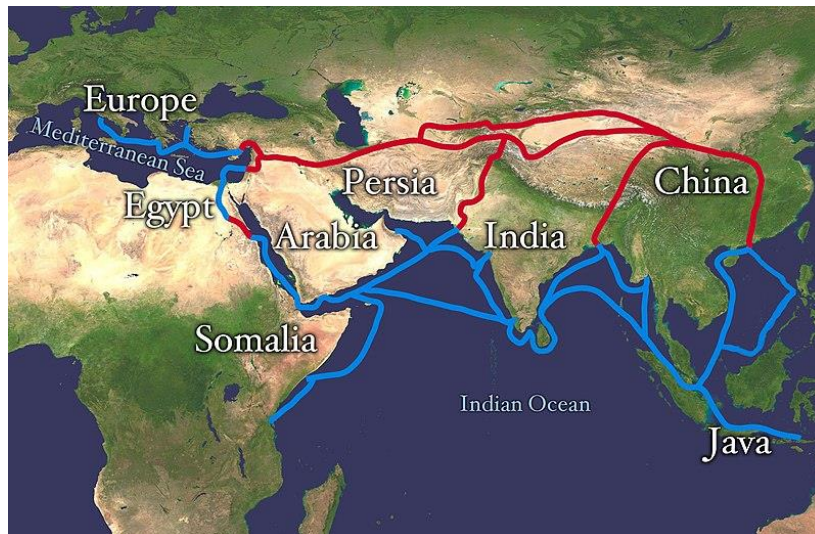 Europe
Mediterranean Sea
Egypt
Arabia
Persia
India
China
Somalia
Indian Ocean
Java